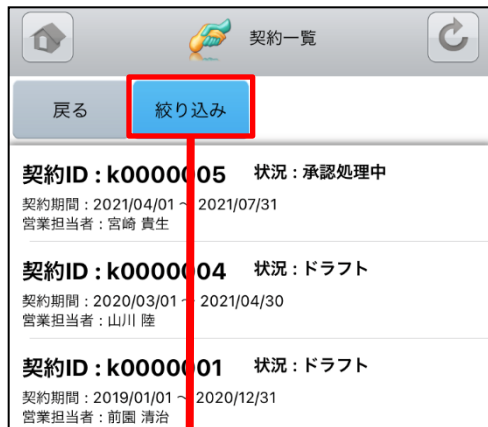 契約一覧
戻る 絞り込み
契約ID : k0000005 状況 : 承認処理中
契約期間 : 2021/04/01 ~ 2021/07/31
営業担当者 : 宮崎 貴生
契約ID : k0000004 状況 : ドラフト
契約期間 : 2020/03/01 ~ 2021/04/30
営業担当者 : 山川 陸
契約ID : k0000001 状況 : ドラフト
契約期間 : 2019/01/01 ~ 2020/12/31
営業担当者 : 前園 清治